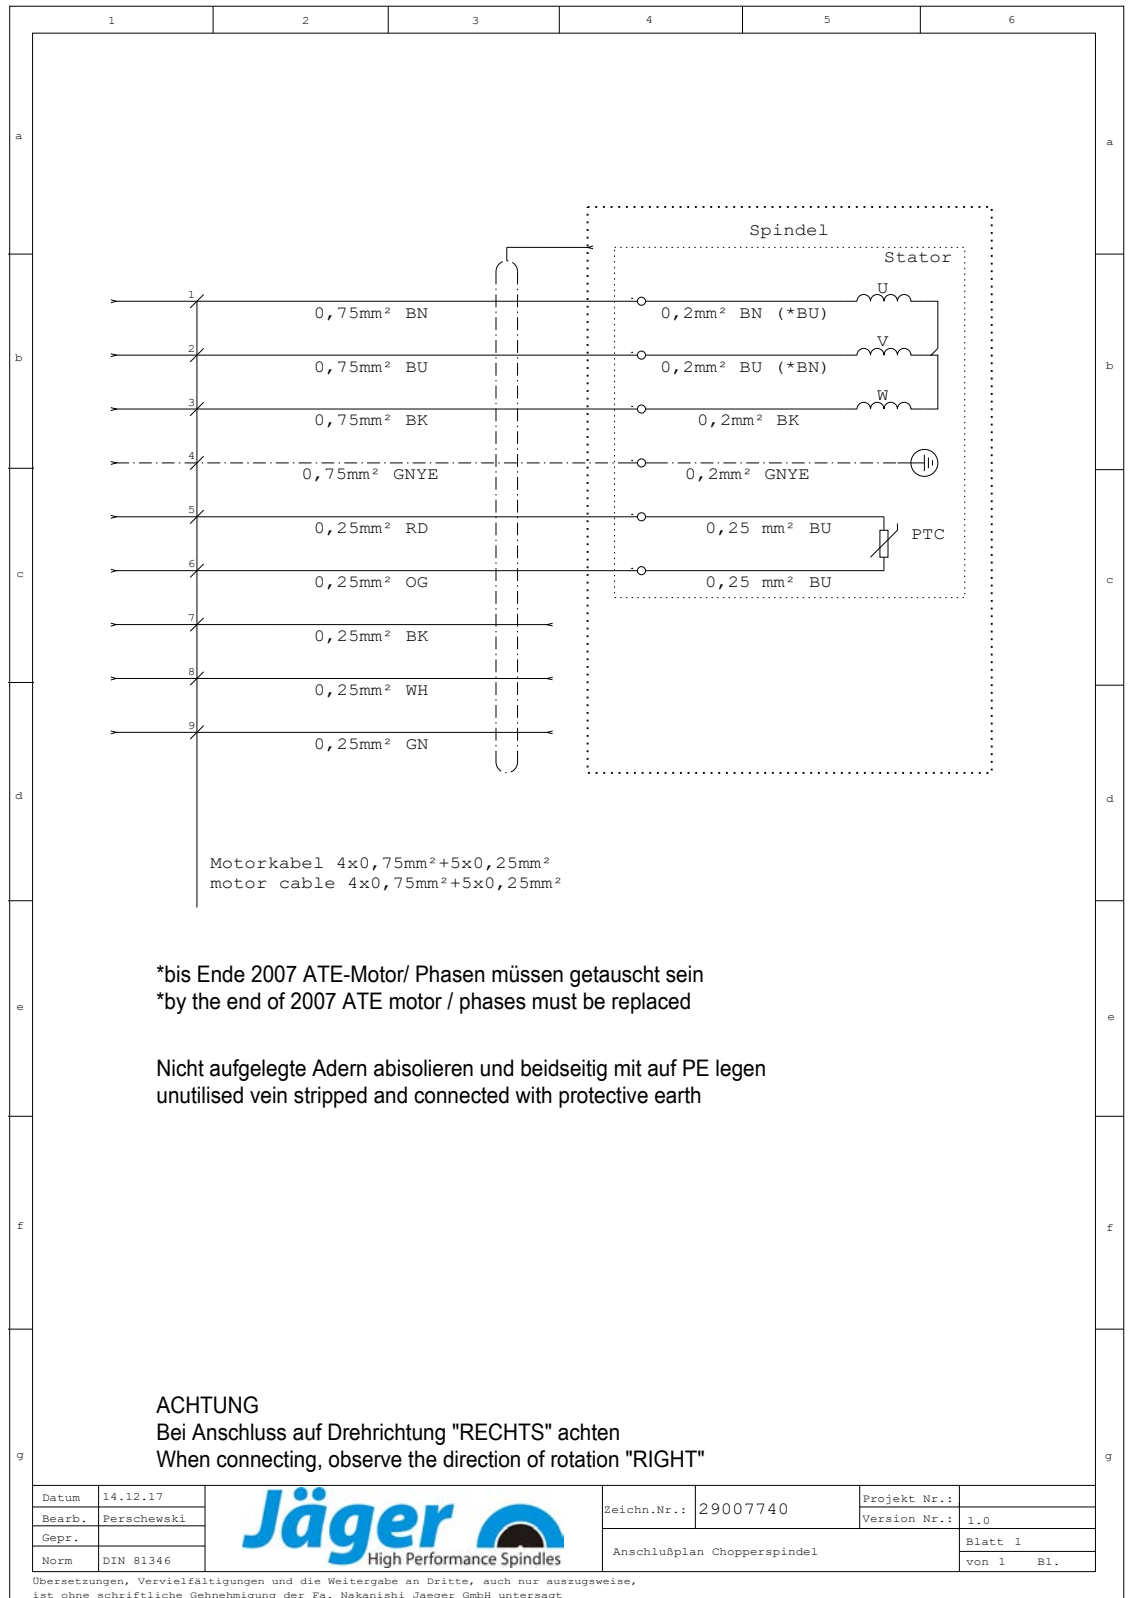 1 2 3 4 5 6
a a
Spindel
Stator
1 U
0,75mm² BN 0,2mm² BN (*BU)
2 V
b b
0,75mm² BU 0,2mm² BU (*BN)
3 W
0,75mm² BK 0,2mm² BK
4
0,75mm² GNYE 0,2mm² GNYE
5
0,25mm² RD 0,25 mm² BU PTC
6
c c
0,25mm² OG 0,25 mm² BU
7
0,25mm² BK
8
0,25mm² WH
9
0,25mm² GN
d d
Motorkabel 4x0,75mm²+5x0,25mm²
motor cable 4x0,75mm²+5x0,25mm²
*bis Ende 2007 ATE-Motor/ Phasen müssen getauscht sein
*by the end of 2007 ATE motor / phases must be replaced
e e
Nicht aufgelegte Adern abisolieren und beidseitig mit auf PE legen
unutilised vein stripped and connected with protective earth
f f
ACHTUNG
Bei Anschluss auf Drehrichtung "RECHTS" achten
When connecting, observe the direction of rotation "RIGHT"
g g
Datum 14.12.17
Bearb. Perschewski
Gepr.
Norm DIN 81346
Jäger
High Performance Spindles
Zeichn.Nr.: 29007740
Anschlußplan Chopperspindel
Projekt Nr.:
Version Nr.: 1.0
Blatt 1
von 1 Bl.
Übersetzungen, Vervielfältigungen und die Weitergabe an Dritte, auch nur auszugsweise,
ist ohne schriftliche Gehnehmigung der Fa. Nakanishi Jaeger GmbH untersagt